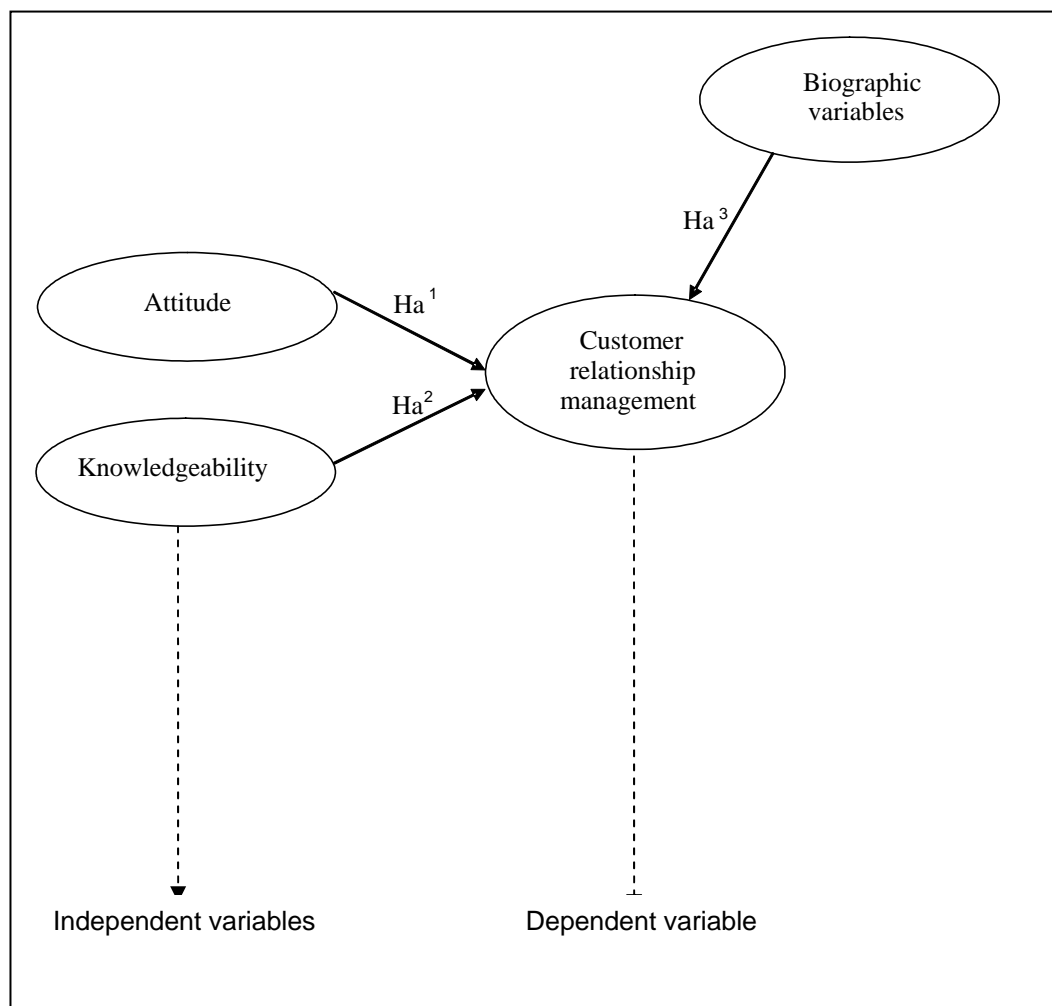 Biographic
variables
Ha 3
Attitude
Ha 1
Customer
relationship
management
Ha 2
Knowledgeability
Independent variables
Dependent variable